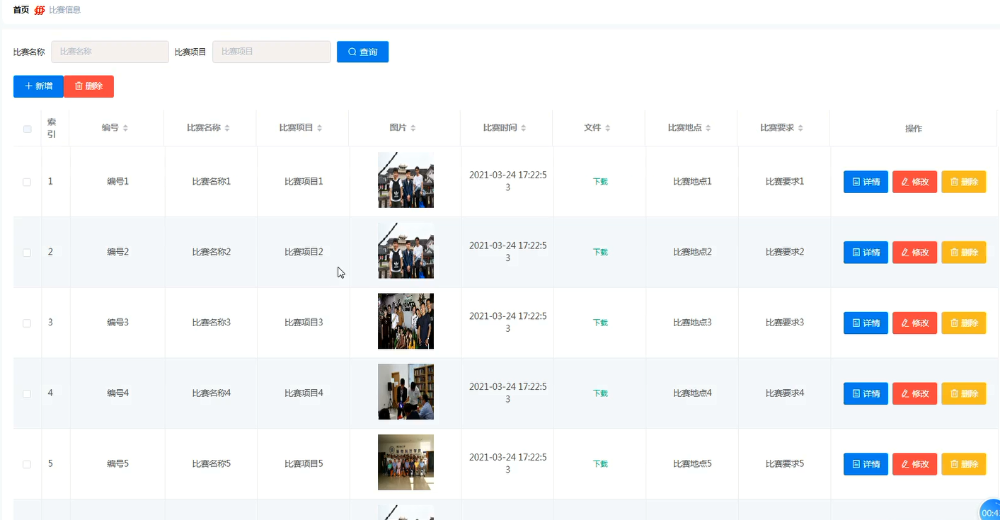 首页 比赛信息
比赛名称 比赛名称 比赛项目 比赛项目 查询
新增 删除
索引 编号 比赛名称 比赛项目 图片 比赛时间 文件 比赛地点 比赛要求 操作
1 编号1 比赛名称1 比赛项目1 2021-03-24 17:22:53 下载 比赛地点1 比赛要求1 详情 修改 删除
2 编号2 比赛名称2 比赛项目2 2021-03-24 17:22:53 下载 比赛地点2 比赛要求2 详情 修改 删除
3 编号3 比赛名称3 比赛项目3 2021-03-24 17:22:53 下载 比赛地点3 比赛要求3 详情 修改 删除
4 编号4 比赛名称4 比赛项目4 2021-03-24 17:22:53 下载 比赛地点4 比赛要求4 详情 修改 删除
5 编号5 比赛名称5 比赛项目5 2021-03-24 17:22:53 下载 比赛地点5 比赛要求5 详情 修改 删除